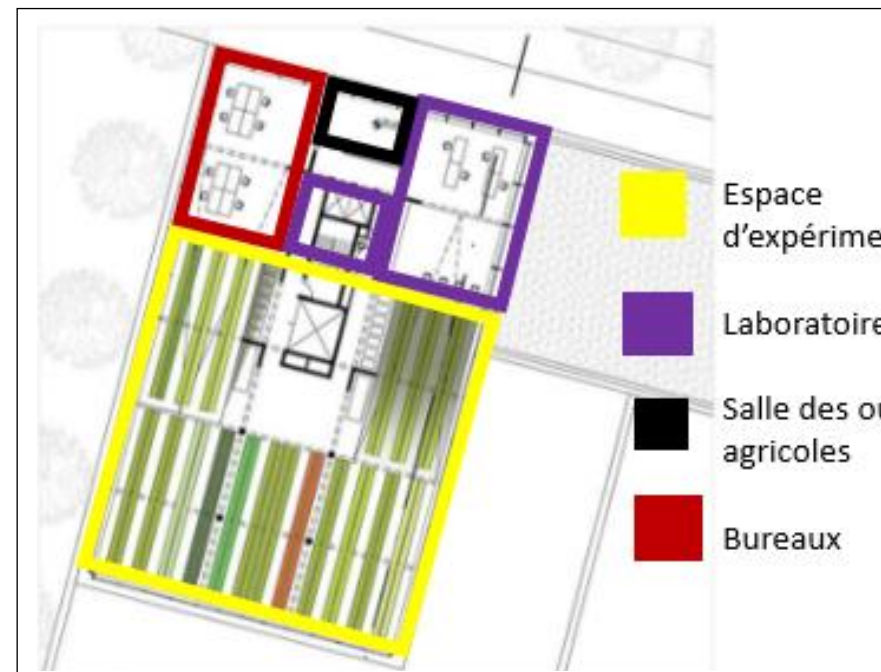 Espace
d'expérime
Laboratoire
Salle des ou
agricoles
Bureaux